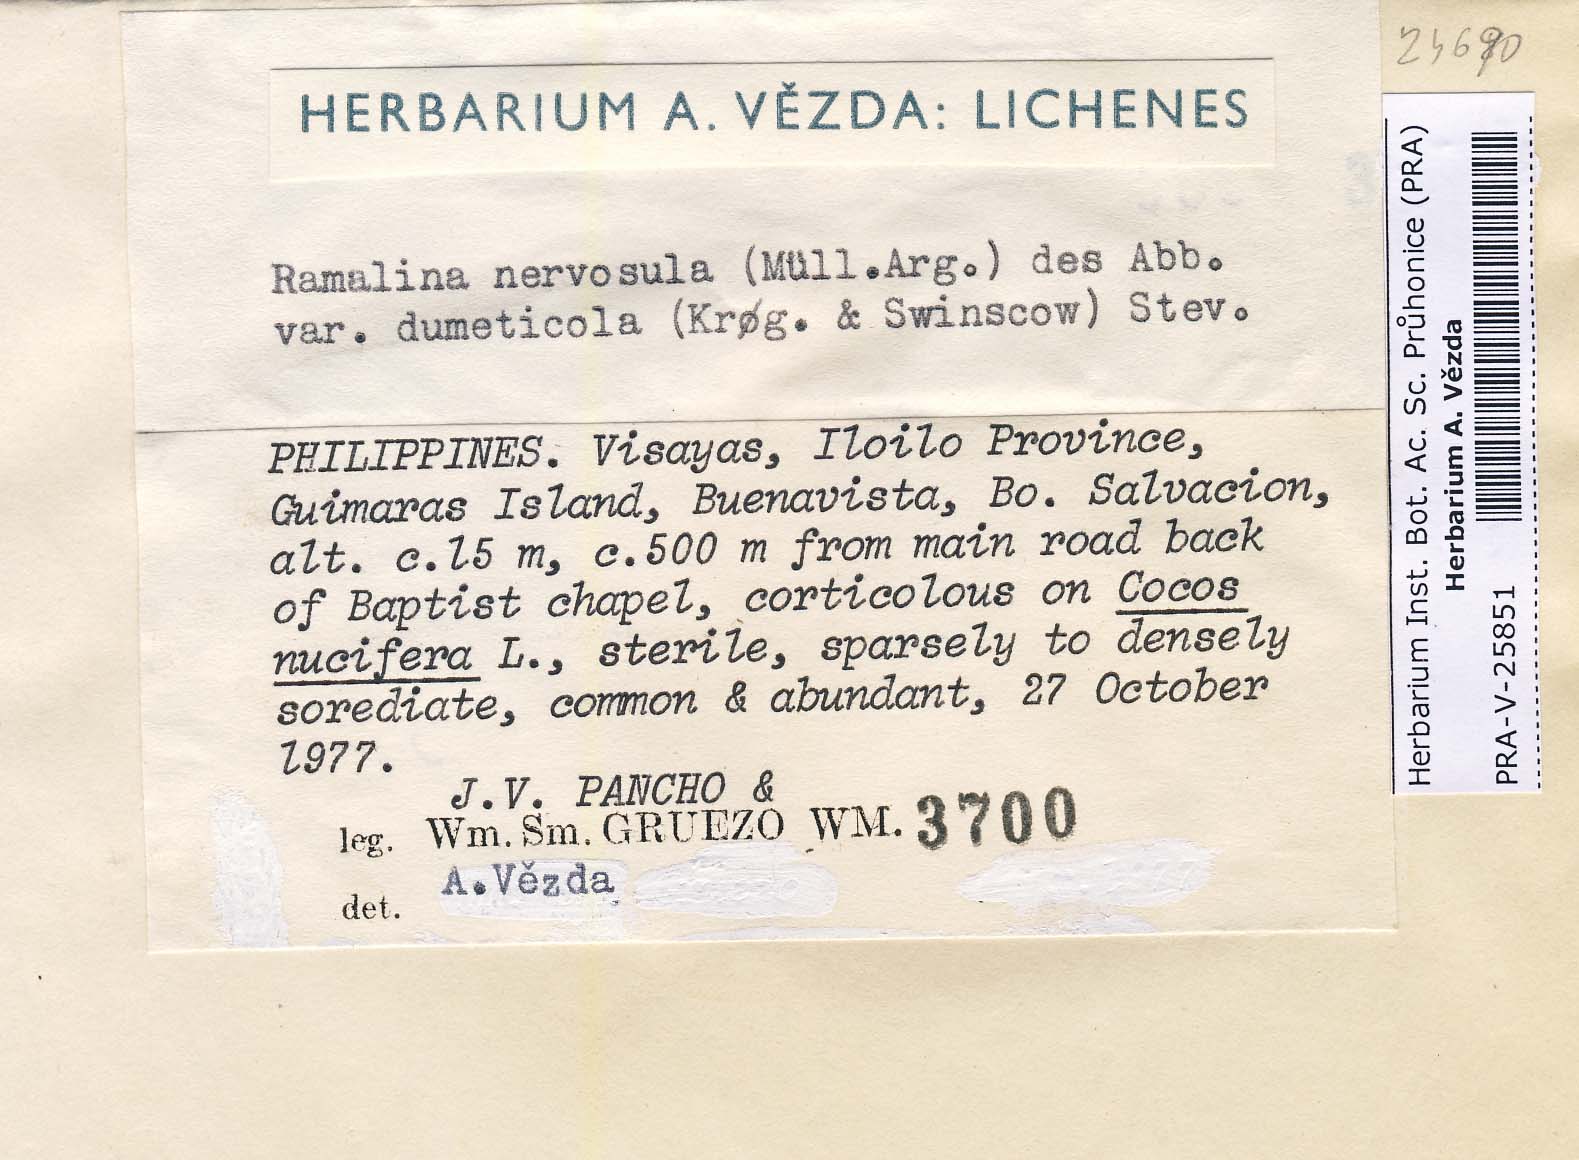 HERBARIUM A. VĚZDA: LICHENES
Ramalina nervosula (Müll.Arg.) des Abb.
var. dumeticola (Krøg. & Swinscow) Stev.
PHILIPPINES. Visayas, Iloilo Province,
Guimaras Island, Buenavista, Bo. Salvacion,
alt. c.15 m, c.500 m from main road back
of Baptist chapel, corticolous on Cocos
nucifera L., sterile, sparsely to densely
sorediate, common & abundant, 27 October
1977.
J.V. PANCHO &
leg. Wm. Sm. GRUEZO WM. 3700
det. A.Vězda
Herbarium Inst. Bot. Ac. Sc. Průhonice (PRA)
Herbarium A. Vězda
PRA-V-25851